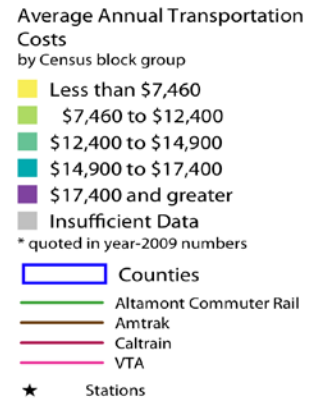 Average Annual Transportation
Costs
by Census block group
Less than $7,460
$7,460 to $12,400
$12,400 to $14,900
$14,900 to $17,400
$17,400 and greater
Insufficient Data
* quoted in year-2009 numbers
Counties
Altamont Commuter Rail
Amtrak
Caltrain
VTA
Stations